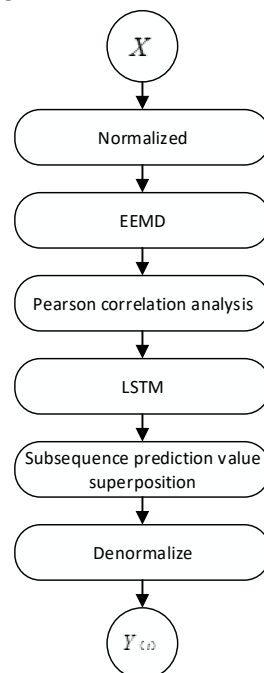 X
Normalized
EEMD
Pearson correlation analysis
LSTM
Subsequence prediction value
superposition
Denormalize
Y